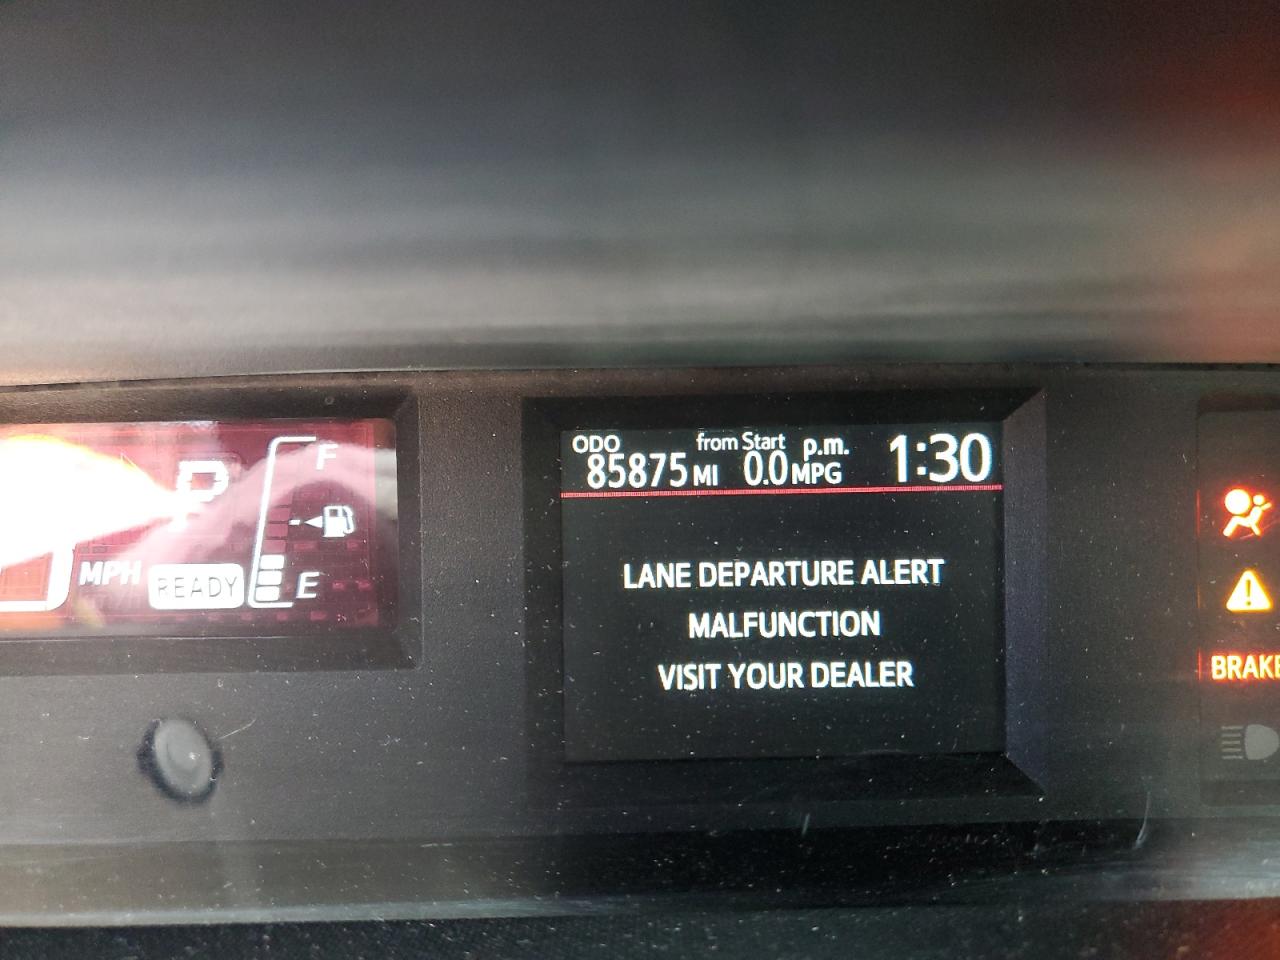 P
F
MPH
READY
E
ODO
from Start
p.m.
1:30
85875 MI
0.0 MPG
LANE DEPARTURE ALERT
MALFUNCTION
VISIT YOUR DEALER
BRAKE